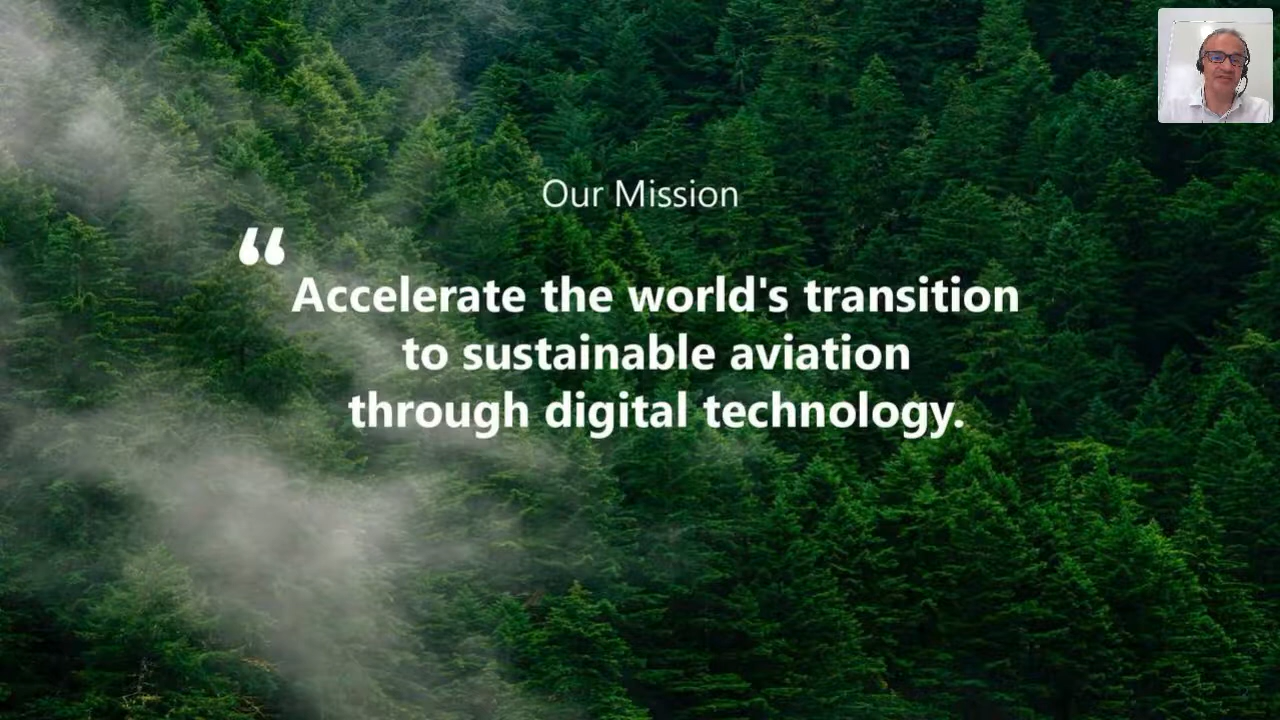 Our Mission
“
Accelerate the world's transition
to sustainable aviation
through digital technology.